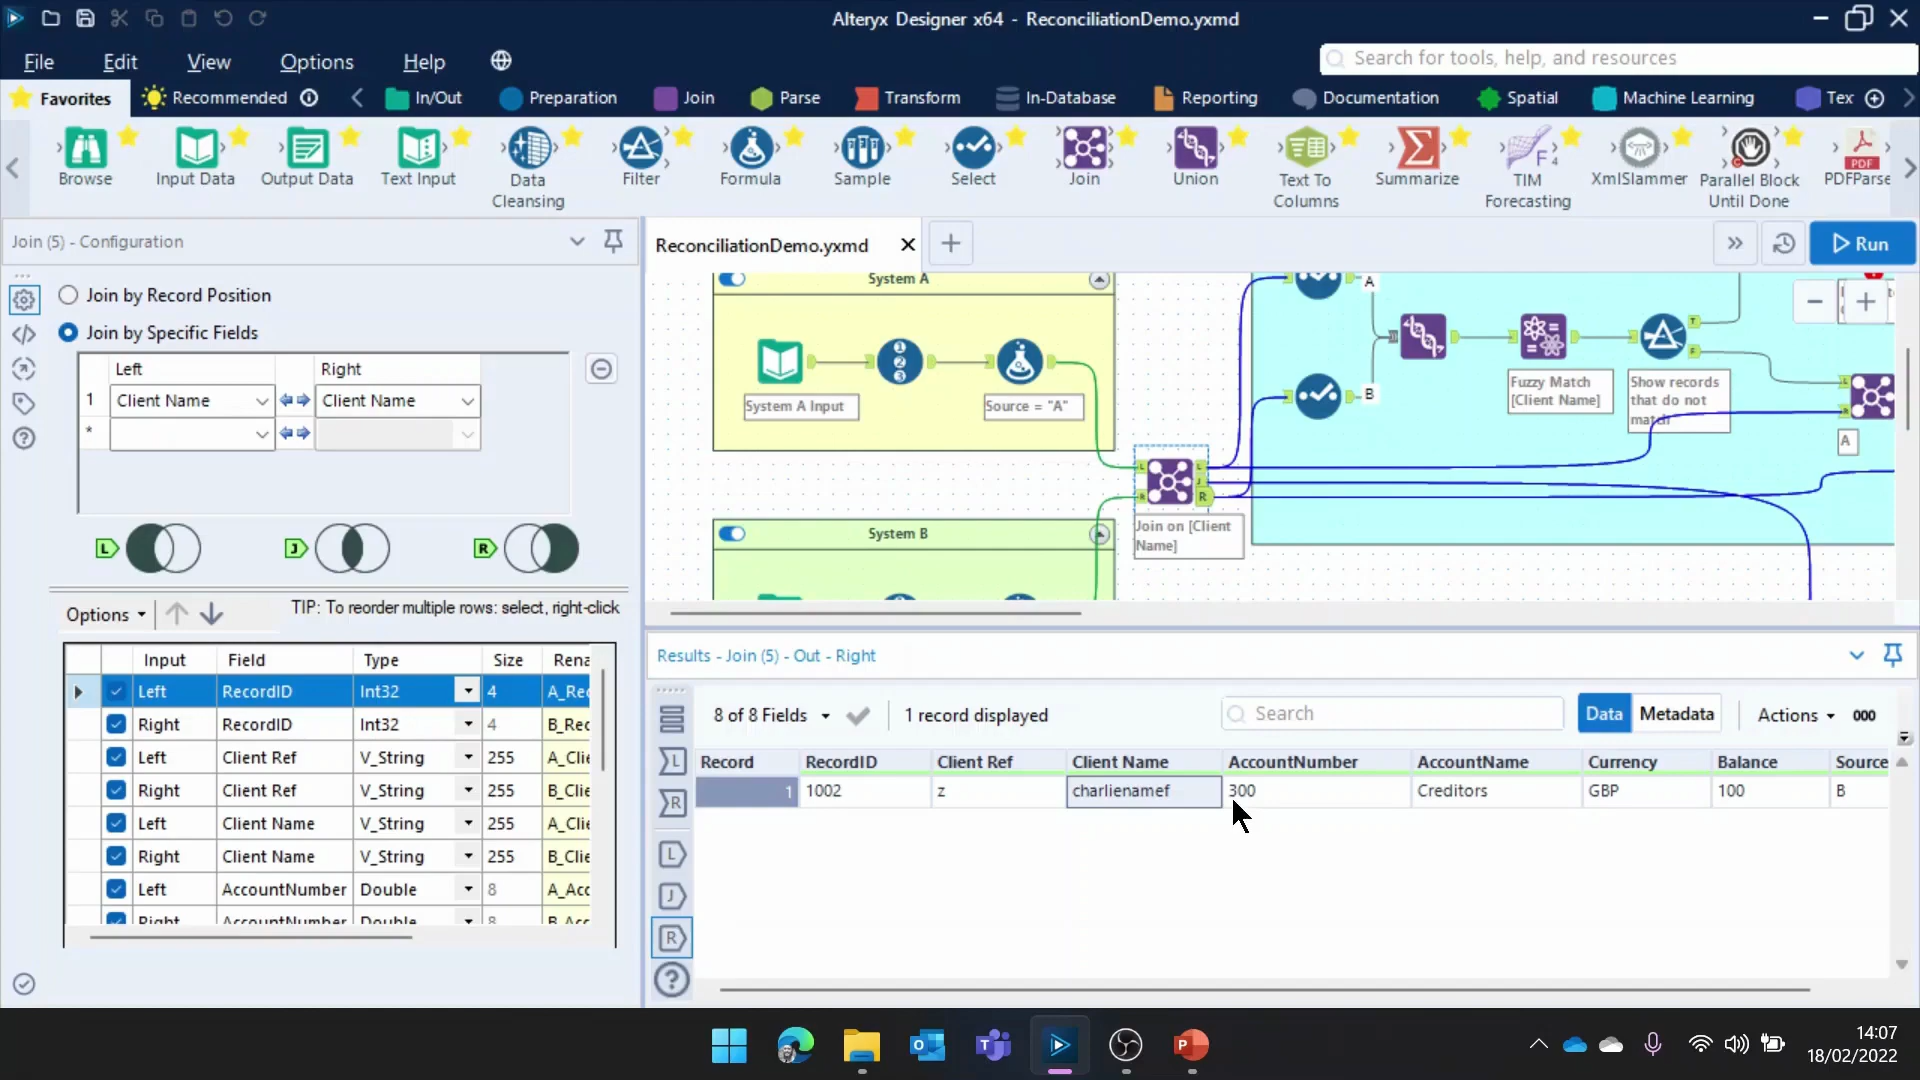 Alteryx Designer x64 - ReconciliationDemo.yxmd
File Edit View Options Help
Search for tools, help, and resources
Favorites Recommended In/Out Preparation Join Parse Transform In-Database Reporting Documentation Spatial Machine Learning Tex
Browse Input Data Output Data Text Input Data Cleansing Filter Formula Sample Select Join Union Text To Columns Summarize TIM Forecasting XmlSlammer Parallel Block Until Done PDFParse
Join (5) - Configuration
ReconciliationDemo.yxmd
Run
Join by Record Position
Join by Specific Fields
Left Right
1 Client Name Client Name
*
L J R
Options
TIP: To reorder multiple rows: select, right-click
Input Field Type Size Rena
Left RecordID Int32 4 A_Rec
Right RecordID Int32 4 B_Rec
Left Client Ref V_String 255 A_Clie
Right Client Ref V_String 255 B_Clie
Left Client Name V_String 255 A_Clie
Right Client Name V_String 255 B_Clie
Left AccountNumber Double 8 A_Acc
Right AccountNumber Double 8 B_Acc
System A
System A Input
Source = "A"
System B
Join on [Client
Name]
A
B
Fuzzy Match
[Client Name]
Show records
that do not
match
A
Results - Join (5) - Out - Right
8 of 8 Fields
1 record displayed
Search
Data Metadata
Actions
000
Record RecordID Client Ref Client Name AccountNumber AccountName Currency Balance Source
1 1002 z charlienamef 300 Creditors GBP 100 B
14:07
18/02/2022